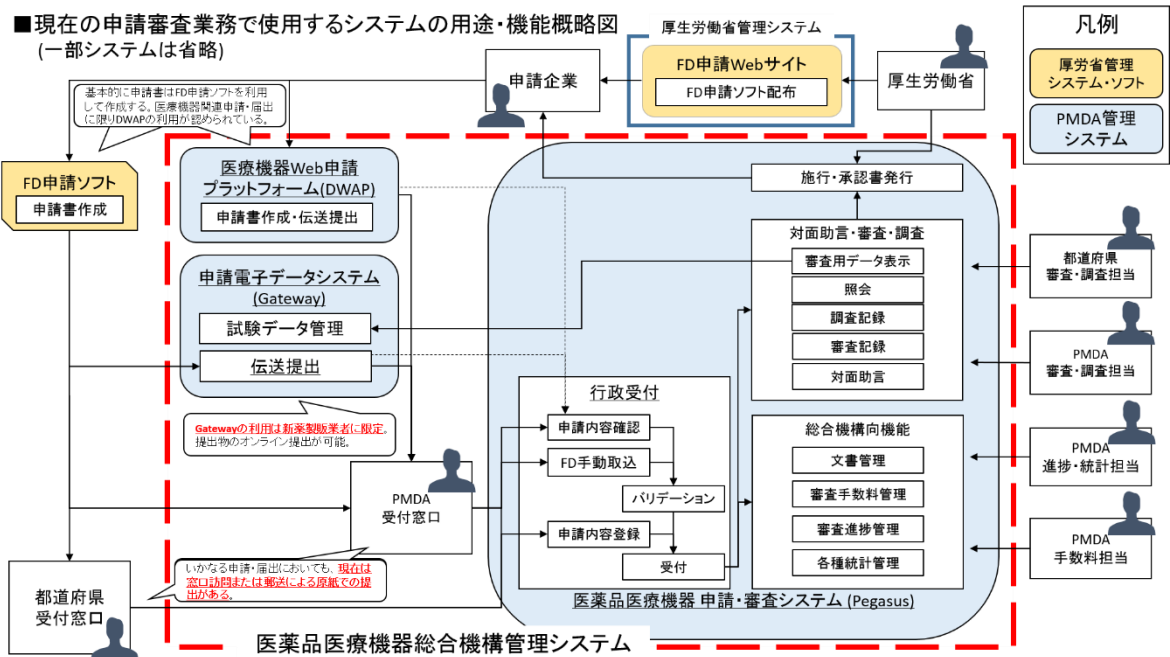 ■現在の申請審査業務で使用するシステムの用途・機能概略図
(一部システムは省略)
厚生労働省管理システム
FD申請Webサイト
FD申請ソフト配布
申請企業
厚生労働省
凡例
厚労省管理
システム・ソフト
PMDA管理
システム
基本的に申請書はFD申請ソフトを利用
して作成する。医療機器関連申請・届出
に限りDWAPの利用が認められている。
FD申請ソフト
申請書作成
医療機器Web申請
プラットフォーム(DWAP)
申請書作成・伝送提出
申請電子データシステム
(Gateway)
試験データ管理
伝送提出
Gatewayの利用は新薬製販業者に限定。
提出物のオンライン提出が可能。
PMDA
受付窓口
いかなる申請・届出においても、現在は
窓口訪問または郵送による原紙での提
出がある。
都道府県
受付窓口
施行・承認書発行
対面助言・審査・調査
審査用データ表示
照会
調査記録
審査記録
対面助言
行政受付
申請内容確認
FD手動取込
バリデーション
申請内容登録
受付
総合機構向機能
文書管理
審査手数料管理
審査進捗管理
各種統計管理
医薬品医療機器 申請・審査システム (Pegasus)
医薬品医療機器総合機構管理システム
都道府県
審査・調査担当
PMDA
審査・調査担当
PMDA
進捗・統計担当
PMDA
手数料担当